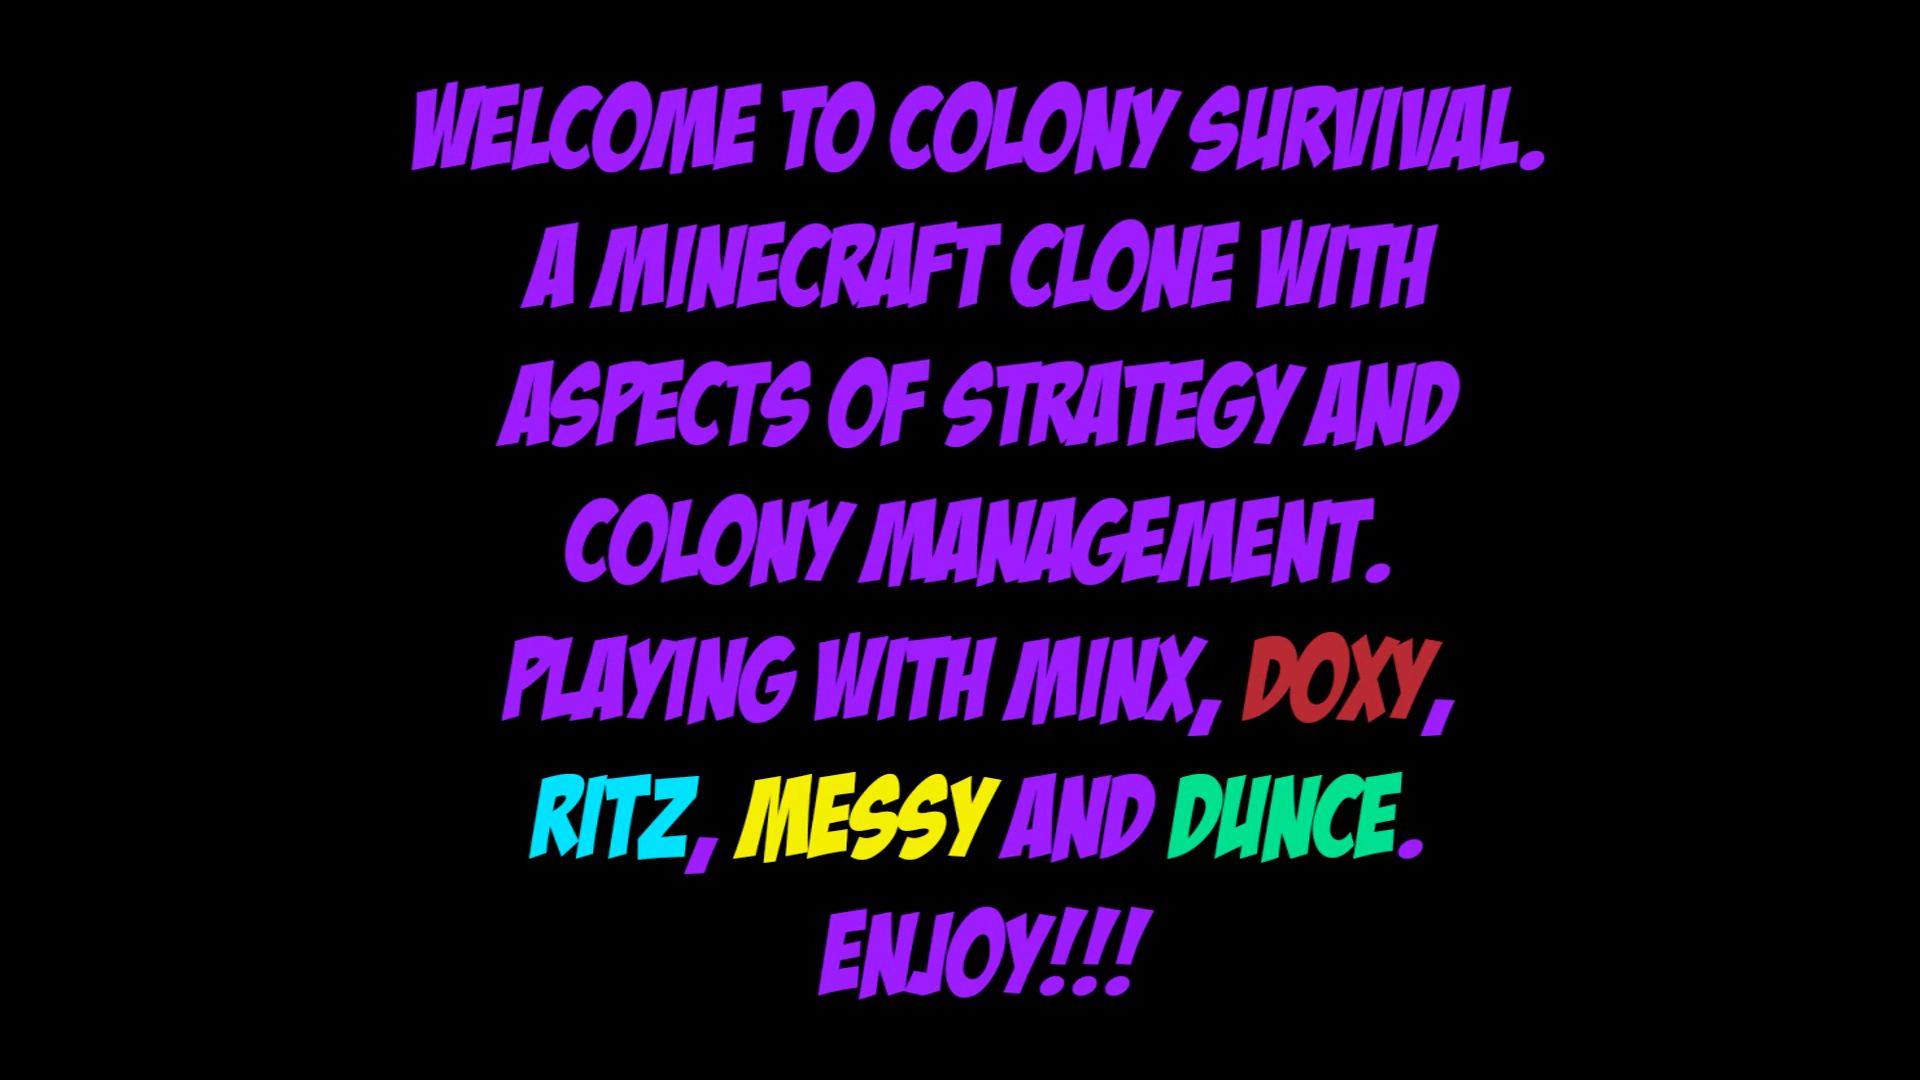 WELCOME TO COLONY SURVIVAL.
A MINECRAFT CLONE WITH
ASPECTS OF STRATEGY AND
COLONY MANAGEMENT.
PLAYING WITH MINX, DOXY,
RITZ, MESSY AND DUNCE.
ENJOY!!!